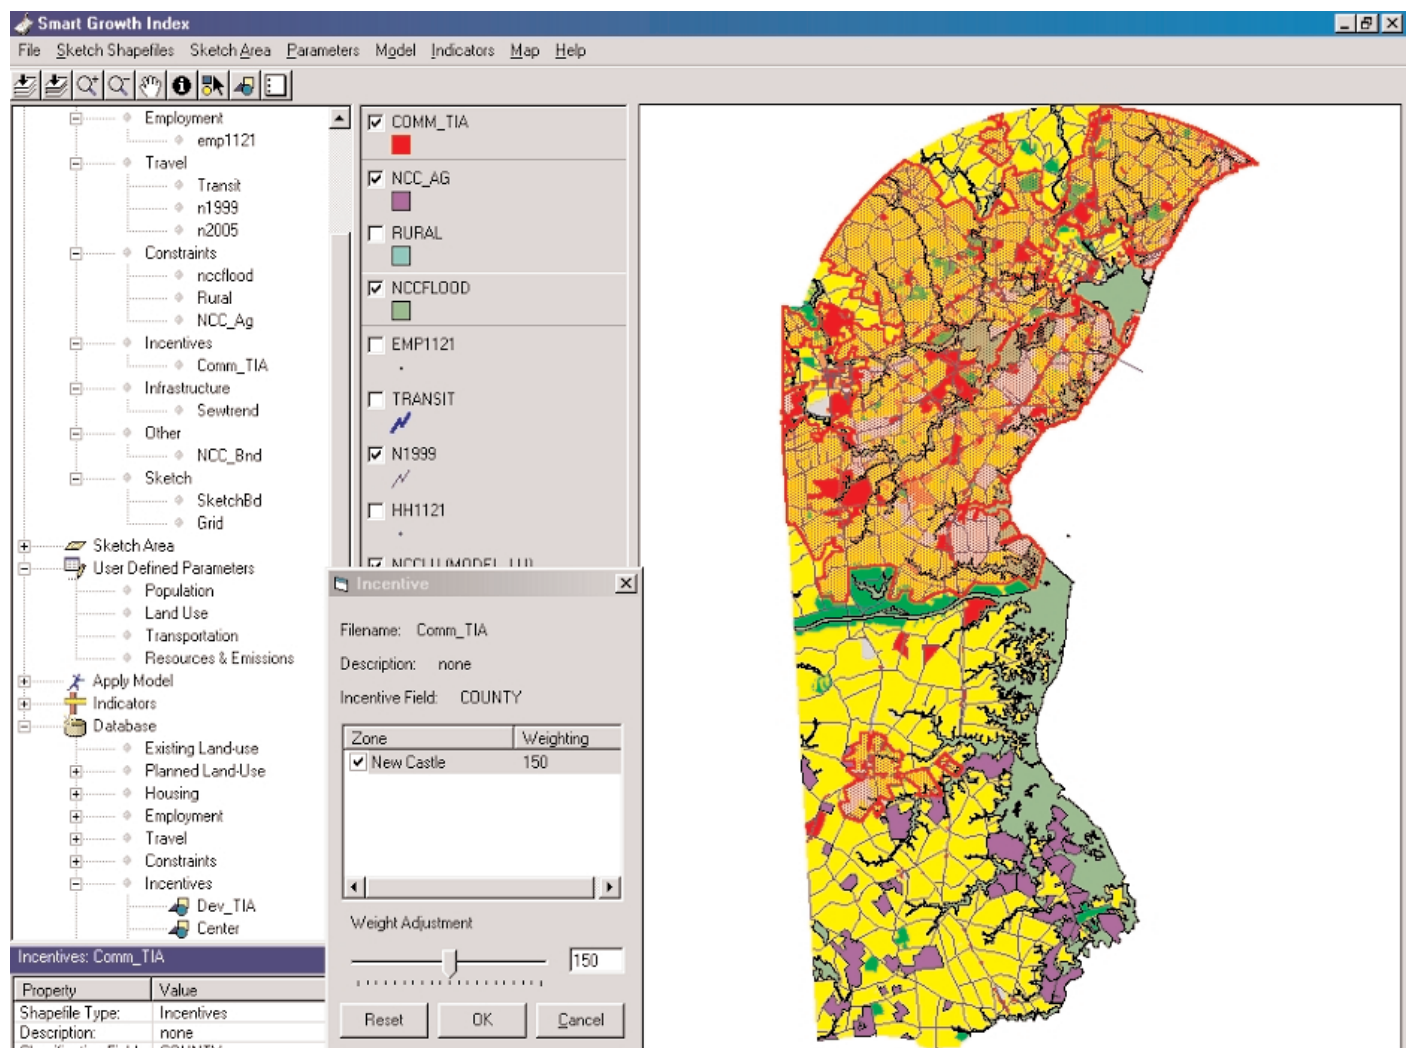 Smart Growth Index
File Sketch Shapefiles Sketch Area Parameters Model Indicators Map Help
Employment
emp1121
Travel
Transit
n1999
n2005
Constraints
nccflood
Rural
NCC_Ag
Incentives
Comm_TIA
Infrastructure
Sewtrend
Other
NCC_Bnd
Sketch
SketchBd
Grid
Sketch Area
User Defined Parameters
Population
Land Use
Transportation
Resources & Emissions
Apply Model
Indicators
Database
Existing Land-use
Planned Land-Use
Housing
Employment
Travel
Constraints
Incentives
Dev_TIA
Center
Incentives: Comm_TIA
Property Value
Shapefile Type: Incentives
Description: none
COMM_TIA
NCC_AG
RURAL
NCCFLOOD
EMP1121
TRANSIT
N1999
HH1121
NCCLU (MODEL_LU)
Incentive
Filename: Comm_TIA
Description: none
Incentive Field: COUNTY
Zone Weighting
New Castle 150
Weight Adjustment
150
Reset OK Cancel